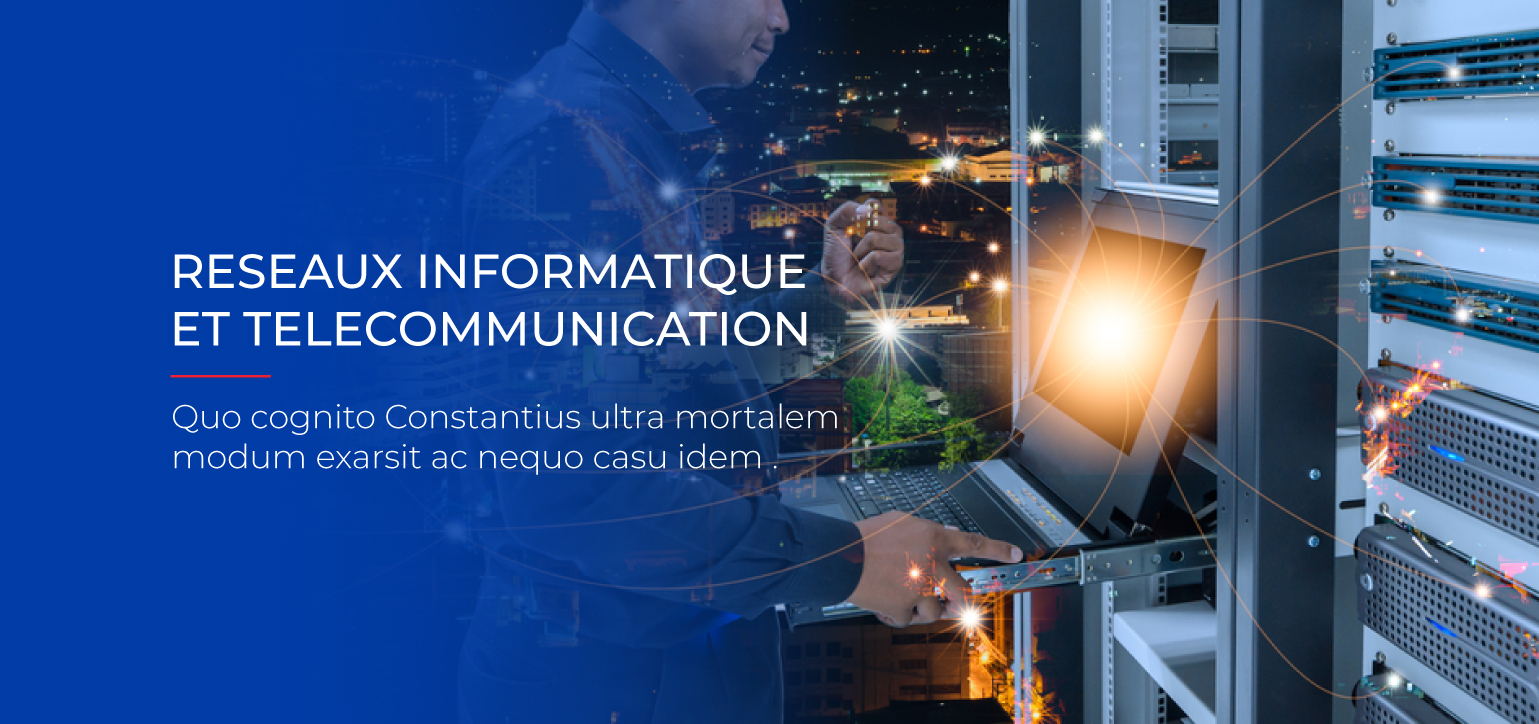 RESEAUX INFORMATIQUE
ET TELECOMMUNICATION
Quo cognito Constantius ultra mortalem
modum exarsit ac nequo casu idem .